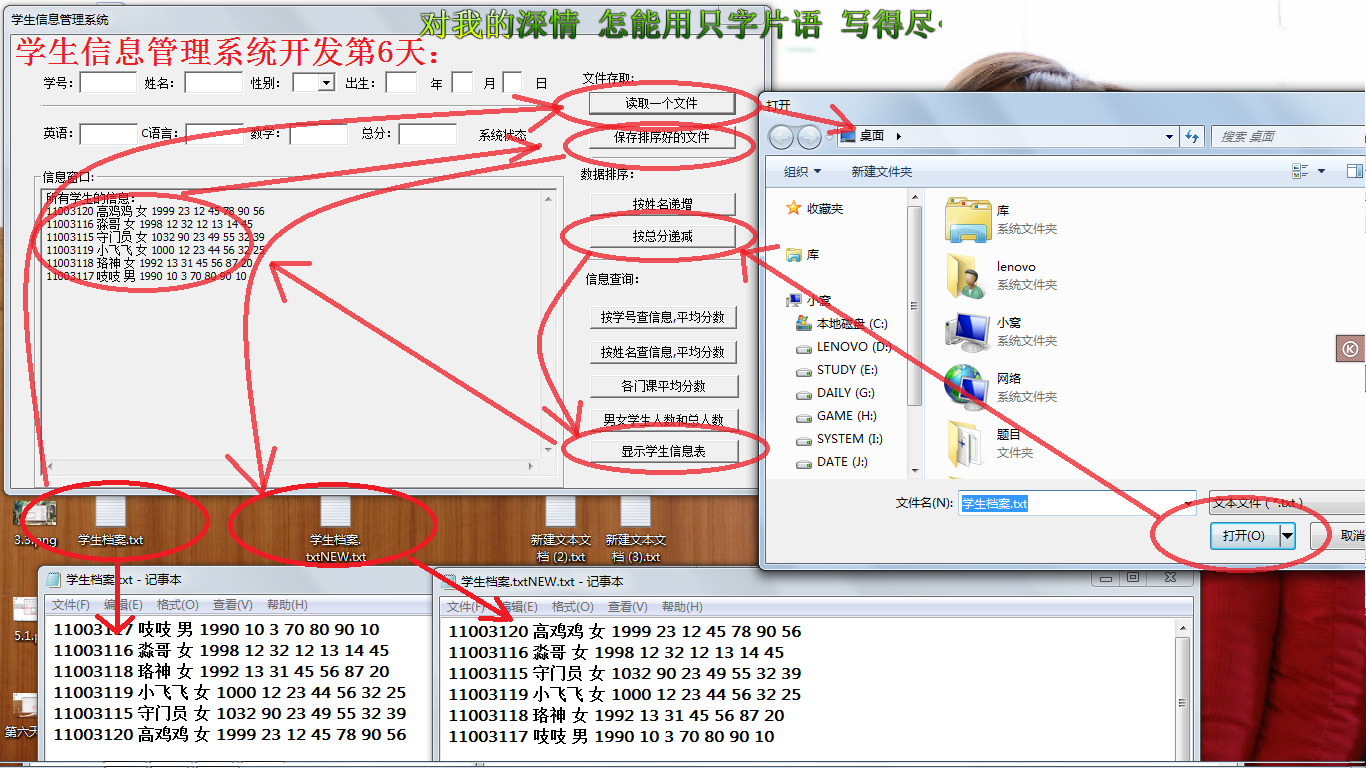 学生信息管理系统
对我的深情 怎能用只字片语 写得尽
学生信息管理系统开发第6天：
学号：
姓名：
性别：
出生：
年
月
日
英语：
C语言：
数学：
总分：
系统状态
信息窗口：
所有学生的信息：
11003120 高鸡鸡 女 1999 23 12 45 78 90 56
11003116 淼哥 女 1998 12 32 12 13 14 45
11003115 守门员 女 1032 90 23 49 55 32 39
11003119 小飞飞 女 1000 12 23 44 56 32 25
11003118 珞神 女 1992 13 31 45 56 87 20
11003117 吱吱 男 1990 10 3 70 80 90 10
文件存取：
读取一个文件
保存排序好的文件
数据排序：
按姓名递增
按总分递减
信息查询：
按学号查信息,平均分数
按姓名查信息,平均分数
各门课平均分数
男女学生人数和总人数
显示学生信息表
打开
桌面
搜索 桌面
组织
新建文件夹
收藏夹
库
小窝
本地磁盘 (C:)
LENOVO (D:)
STUDY (E:)
DAILY (G:)
GAME (H:)
SYSTEM (I:)
DATE (J:)
库
系统文件夹
lenovo
系统文件夹
小窝
系统文件夹
网络
系统文件夹
题目
文件夹
文件名(N):
学生档案.txt
文本文件 (*.txt)
打开(O)
取消
3.3.png
学生档案.txt
学生档案.
txtNEW.txt
新建文本文
档 (2).txt
新建文本文
档 (3).txt
5.1.p
第六天
学生档案.txt - 记事本
文件(F) 编辑(E) 格式(O) 查看(V) 帮助(H)
11003117 吱吱 男 1990 10 3 70 80 90 10
11003116 淼哥 女 1998 12 32 12 13 14 45
11003118 珞神 女 1992 13 31 45 56 87 20
11003119 小飞飞 女 1000 12 23 44 56 32 25
11003115 守门员 女 1032 90 23 49 55 32 39
11003120 高鸡鸡 女 1999 23 12 45 78 90 56
学生档案.txtNEW.txt - 记事本
文件(F) 编辑(E) 格式(O) 查看(V) 帮助(H)
11003120 高鸡鸡 女 1999 23 12 45 78 90 56
11003116 淼哥 女 1998 12 32 12 13 14 45
11003115 守门员 女 1032 90 23 49 55 32 39
11003119 小飞飞 女 1000 12 23 44 56 32 25
11003118 珞神 女 1992 13 31 45 56 87 20
11003117 吱吱 男 1990 10 3 70 80 90 10